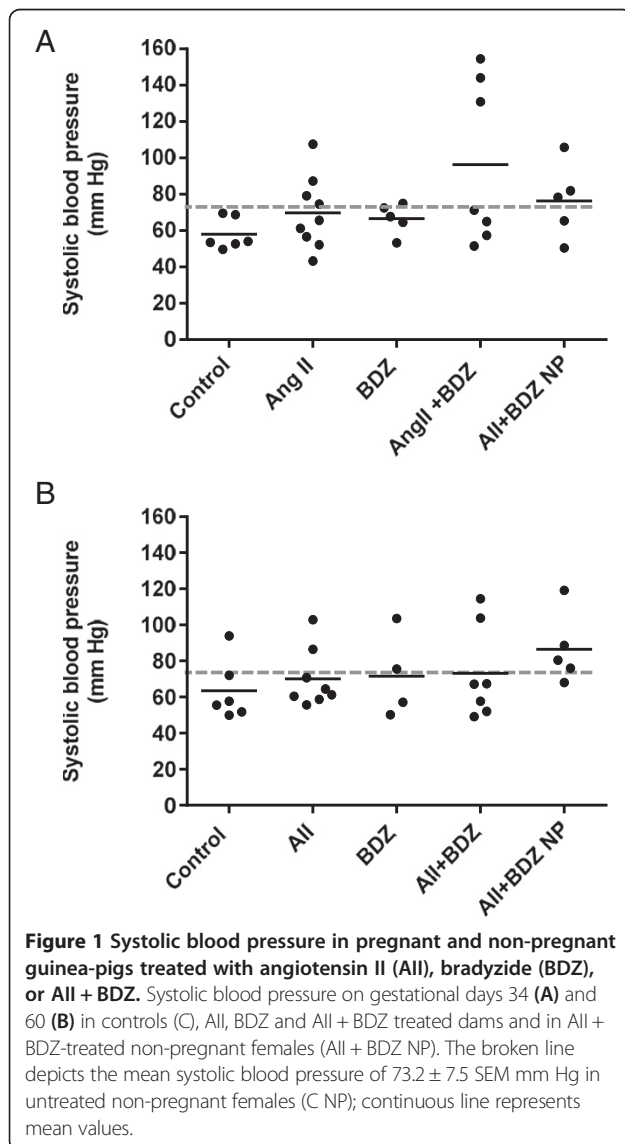 A
160
140
120
100
80
60
40
20
0
Systolic blood pressure
(mm Hg)
Control
Ang II
BDZ
AngII +BDZ
AII+BDZ NP
B
160
140
120
100
80
60
40
20
0
Systolic blood pressure
(mm Hg)
Control
AII
BDZ
AII+BDZ
AII+BDZ NP
Figure 1 Systolic blood pressure in pregnant and non-pregnant
guinea-pigs treated with angiotensin II (AII), bradyzide (BDZ),
or AII + BDZ. Systolic blood pressure on gestational days 34 (A) and
60 (B) in controls (C), AII, BDZ and AII + BDZ treated dams and in AII +
BDZ-treated non-pregnant females (AII + BDZ NP). The broken line
depicts the mean systolic blood pressure of 73.2 ± 7.5 SEM mm Hg in
untreated non-pregnant females (C NP); continuous line represents
mean values.